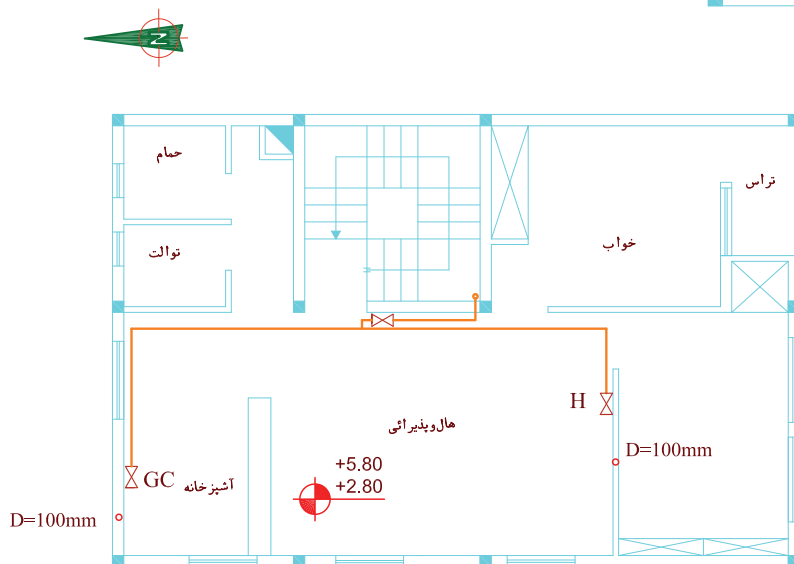 N
حمام
تراس
توالت
خواب
H
هال‌وپذیرائی
D=100mm
+5.80
+2.80
GC
آشپزخانه
D=100mm